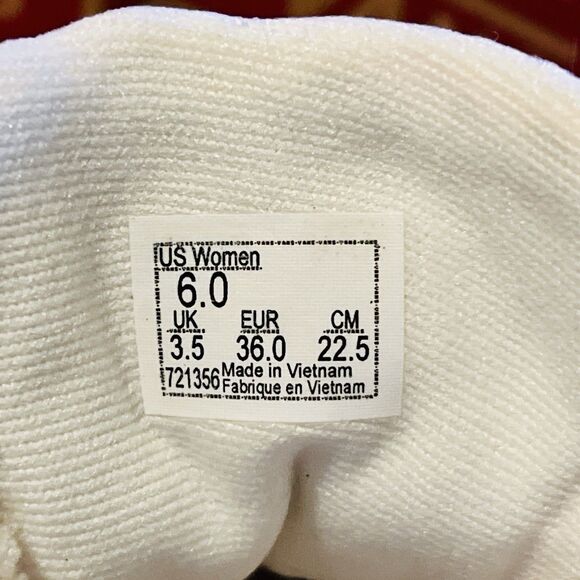 US Women
6.0
UK EUR CM
3.5 36.0 22.5
721356 Made in Vietnam
Fabrique en Vietnam